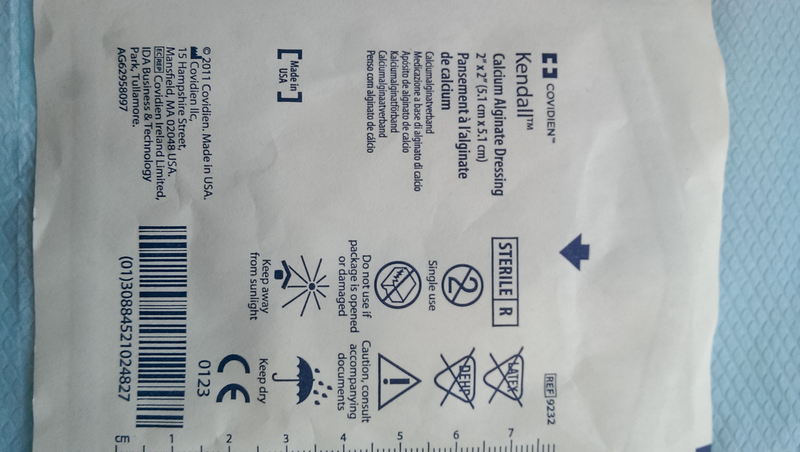 COVIDIEN™
Kendall™
Calcium Alginate Dressing
2" x 2" (5.1 cm x 5.1 cm)
Pansement à l'alginate
de calcium
Calciumalginatverband
Medicazione a base di alginato di calcio
Apósito de alginato de calcio
Kalciumalginatförband
Calciumalginaatverband
Penso com alginato de cálcio
Made in
USA
©2011 Covidien. Made in USA.
Covidien llc,
15 Hampshire Street,
Mansfield, MA 02048 USA.
EC REP Covidien Ireland Limited,
IDA Business & Technology
Park, Tullamore.
AG62958097
REF 9232
STERILE R
LATEX
2
Single use
DEHP
Do not use if
package is opened
or damaged
!
Caution, consult
accompanying
documents
Keep away
from sunlight
Keep dry
CE
0123
(01)30884521024827
7
6
5
4
3
2
1
CM